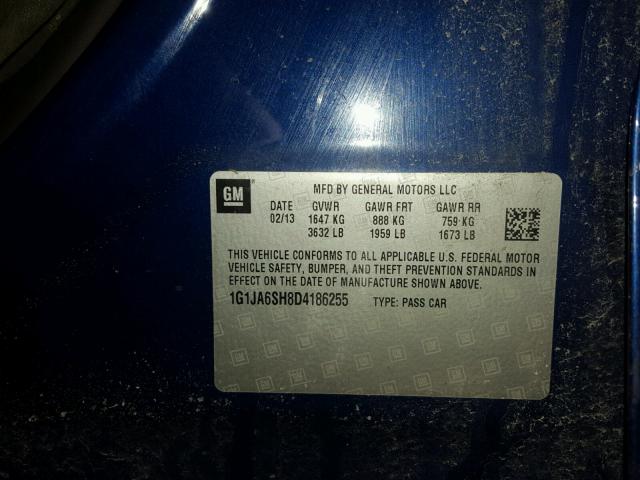 GM
MFD BY GENERAL MOTORS LLC
DATE GVWR GAWR FRT GAWR RR
02/13 1647 KG 888 KG 759 KG
3632 LB 1959 LB 1673 LB
THIS VEHICLE CONFORMS TO ALL APPLICABLE U.S. FEDERAL MOTOR
VEHICLE SAFETY, BUMPER, AND THEFT PREVENTION STANDARDS IN
EFFECT ON THE DATE OF MANUFACTURE SHOWN ABOVE.
1G1JA6SH8D4186255 TYPE: PASS CAR